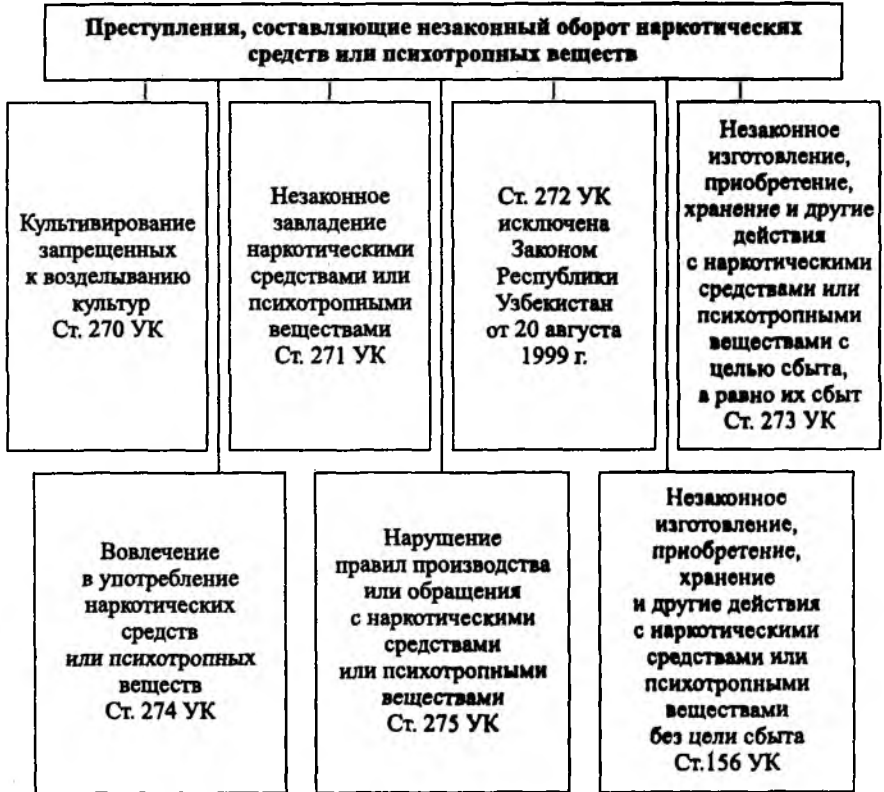 Преступления, составляющие незаконный оборот наркотических
средств или психотропных веществ
Культивирование
запрещенных
к возделыванию
культур
Ст. 270 УК
Незаконное
завладение
наркотическими
средствами или
психотропными
веществами
Ст. 271 УК
Ст. 272 УК
исключена
Законом
Республики
Узбекистан
от 20 августа
1999 г.
Незаконное
изготовление,
приобретение,
хранение и другие
действия
с наркотическими
средствами или
психотропными
веществами с
целью сбыта,
а равно их сбыт
Ст. 273 УК
Вовлечение
в употребление
наркотических
средств
или психотропных
веществ
Ст. 274 УК
Нарушение
правил производства
или обращения
с наркотическими
средствами
или психотропными
веществами
Ст. 275 УК
Незаконное
изготовление,
приобретение,
хранение
и другие действия
с наркотическими
средствами или
психотропными
веществами
без цели сбыта
Ст.156 УК